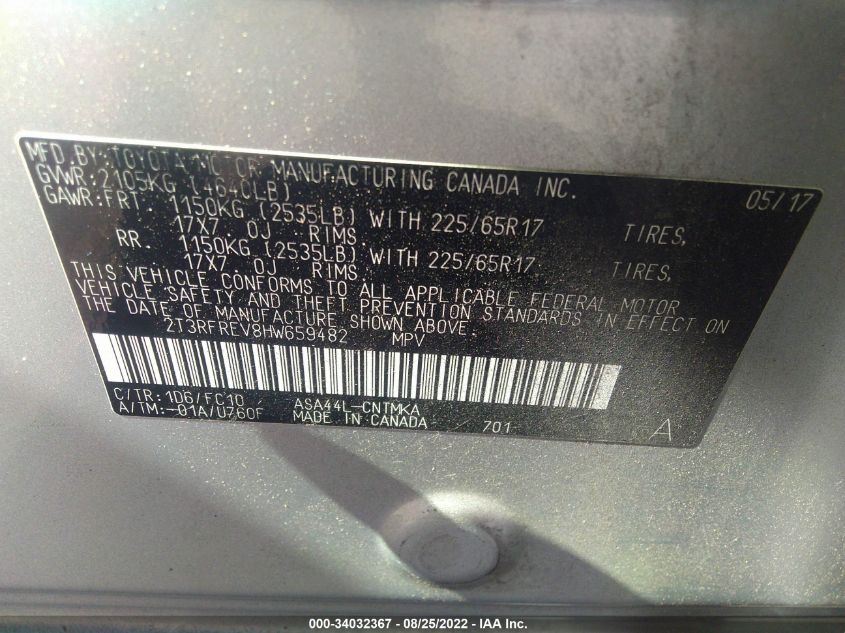 MFD BY: TOYOTA MOTOR MANUFACTURING CANADA INC. 05/17
GVWR: 2105KG (4640LB)
GAWR: FRT. 1150KG (2535LB) WITH 225/65R17 TIRES,
17X7 OJ RIMS.
RR. 1150KG (2535LB) WITH 225/65R17 TIRES,
17X7 OJ RIMS.
THIS VEHICLE CONFORMS TO ALL APPLICABLE FEDERAL MOTOR
VEHICLE SAFETY AND THEFT PREVENTION STANDARDS IN EFFECT ON
THE DATE OF MANUFACTURE SHOWN ABOVE.
2T3RFREV8HW659482 MPV
C/TR: 1D6/FC10 ASA44L-CNTMKA
A/TM: -01A/U760F MADE IN CANADA 701 A
000-34032367 - 08/25/2022 - IAA Inc.